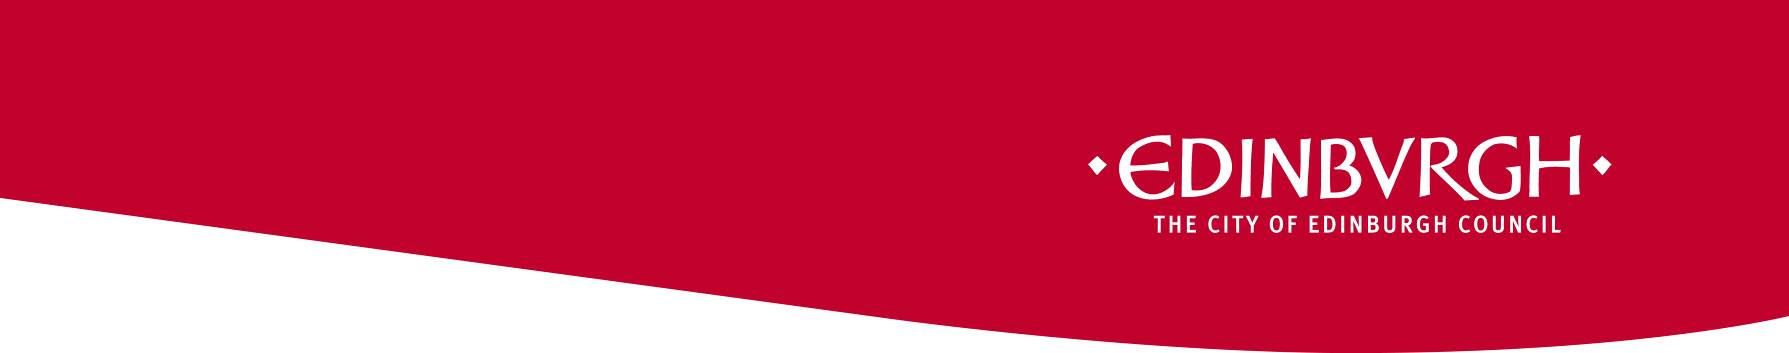 EDINBVRGH
THE CITY OF EDINBURGH COUNCIL